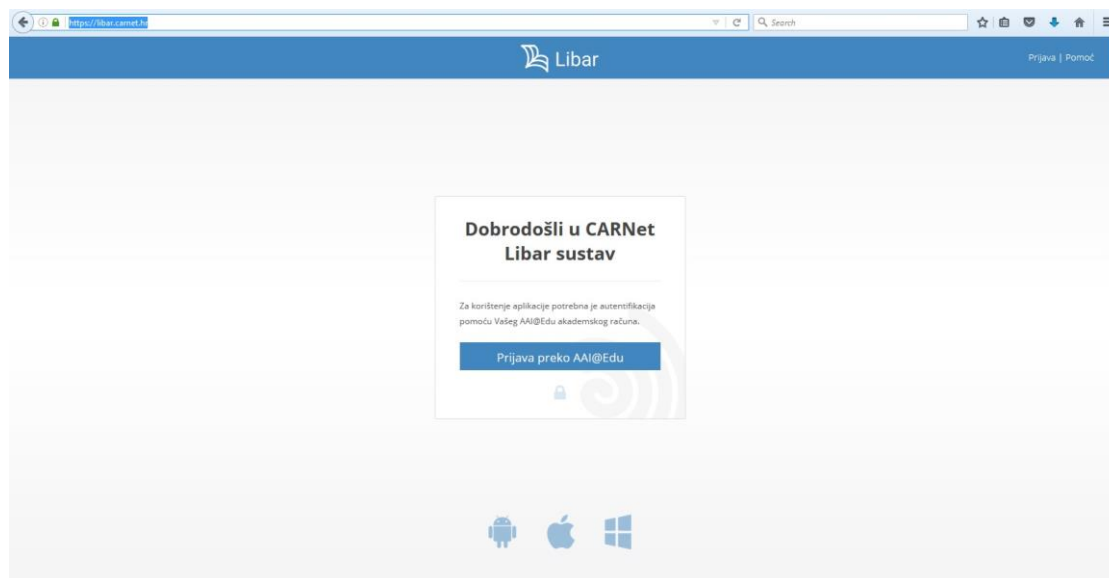 https://libar.carnet.hr
Search
Libar
Prijava | Pomoć
Dobrodošli u CARNet
Libar sustav
Za korištenje aplikacije potrebna je autentifikacija
pomoću Vašeg AAI@Edu akademskog računa.
Prijava preko AAI@Edu